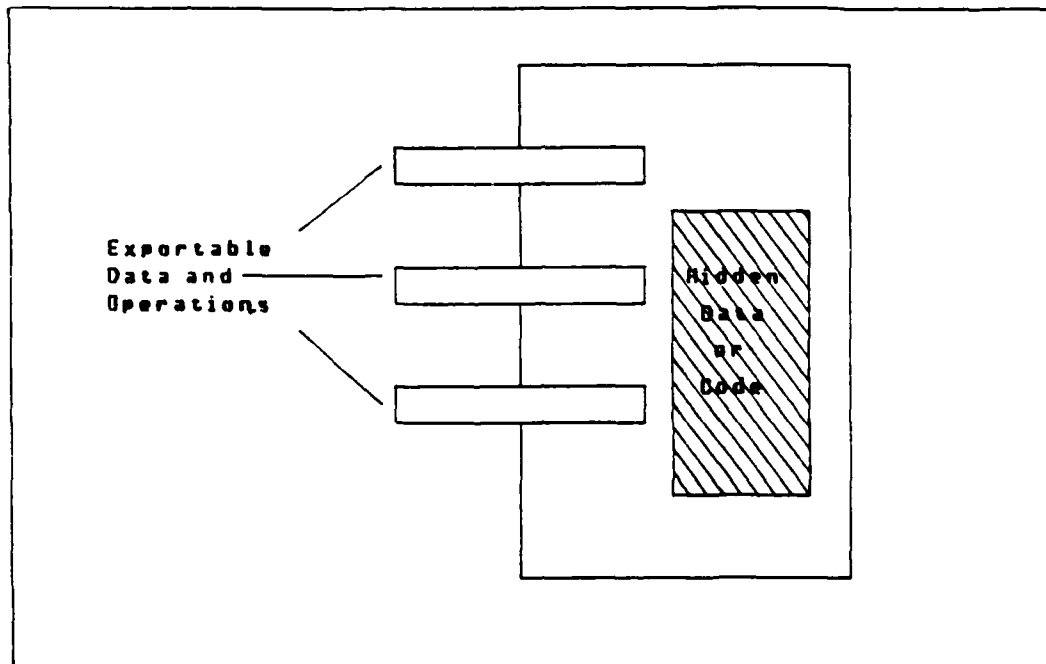 Exportable
Data and
Operations
Hidden
Data
or
Code